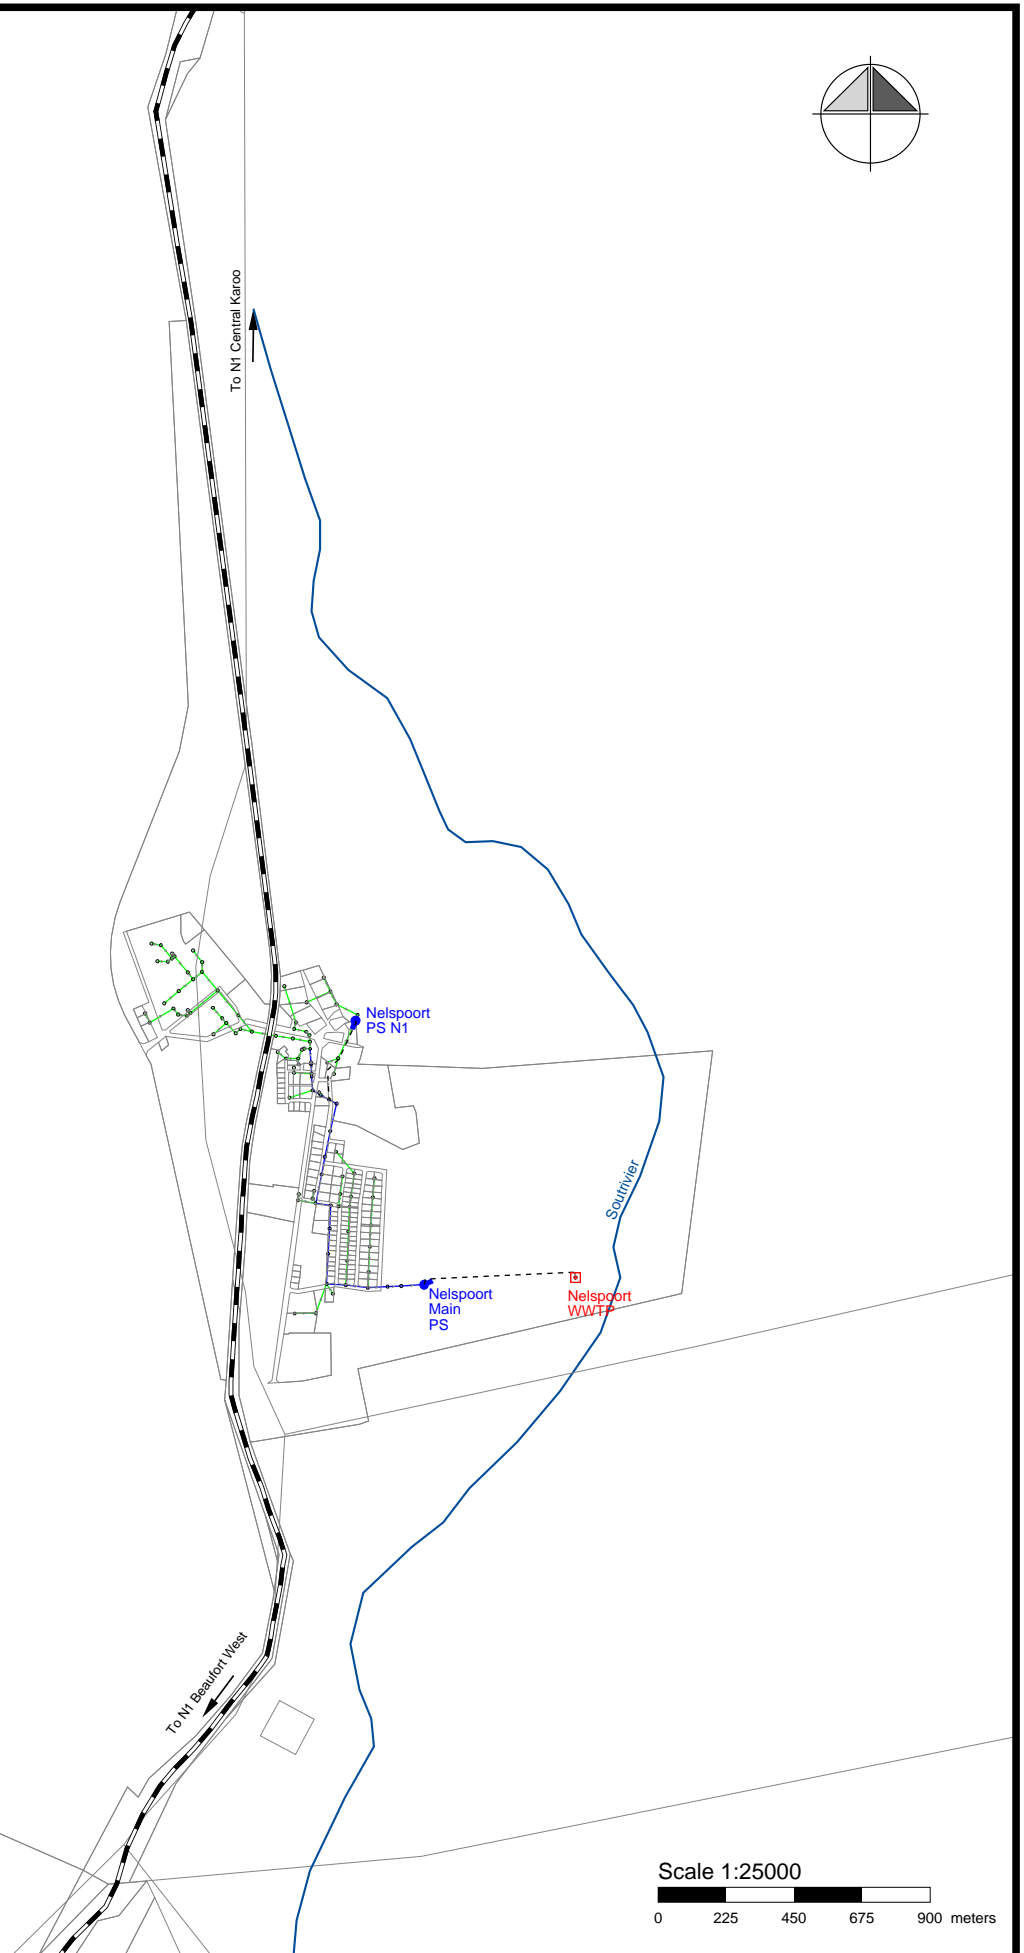 To N1 Central Karoo
Nelspoort
PS N1
Soutrivier
Nelspoort
Main
PS
Nelspoort
WWTP
To N1 Beaufort West
Scale 1:25000
0 225 450 675 900 meters